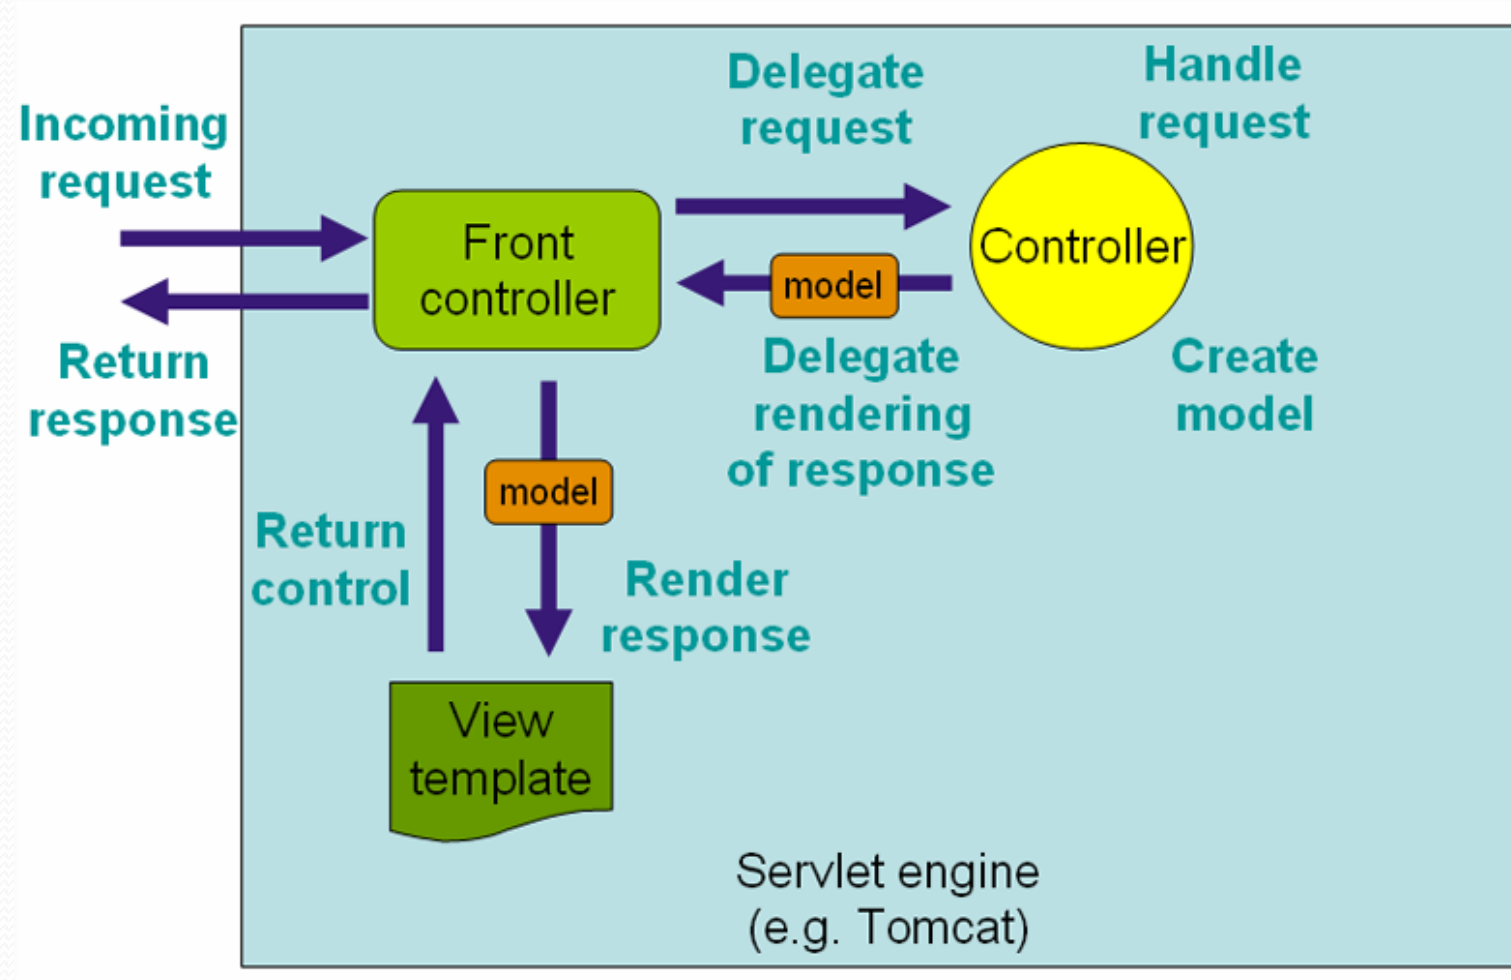 Incoming
request
Return
response
Front
controller
Delegate
request
Handle
request
Controller
model
Delegate
rendering
of response
Create
model
model
Return
control
Render
response
View
template
Servlet engine
(e.g. Tomcat)